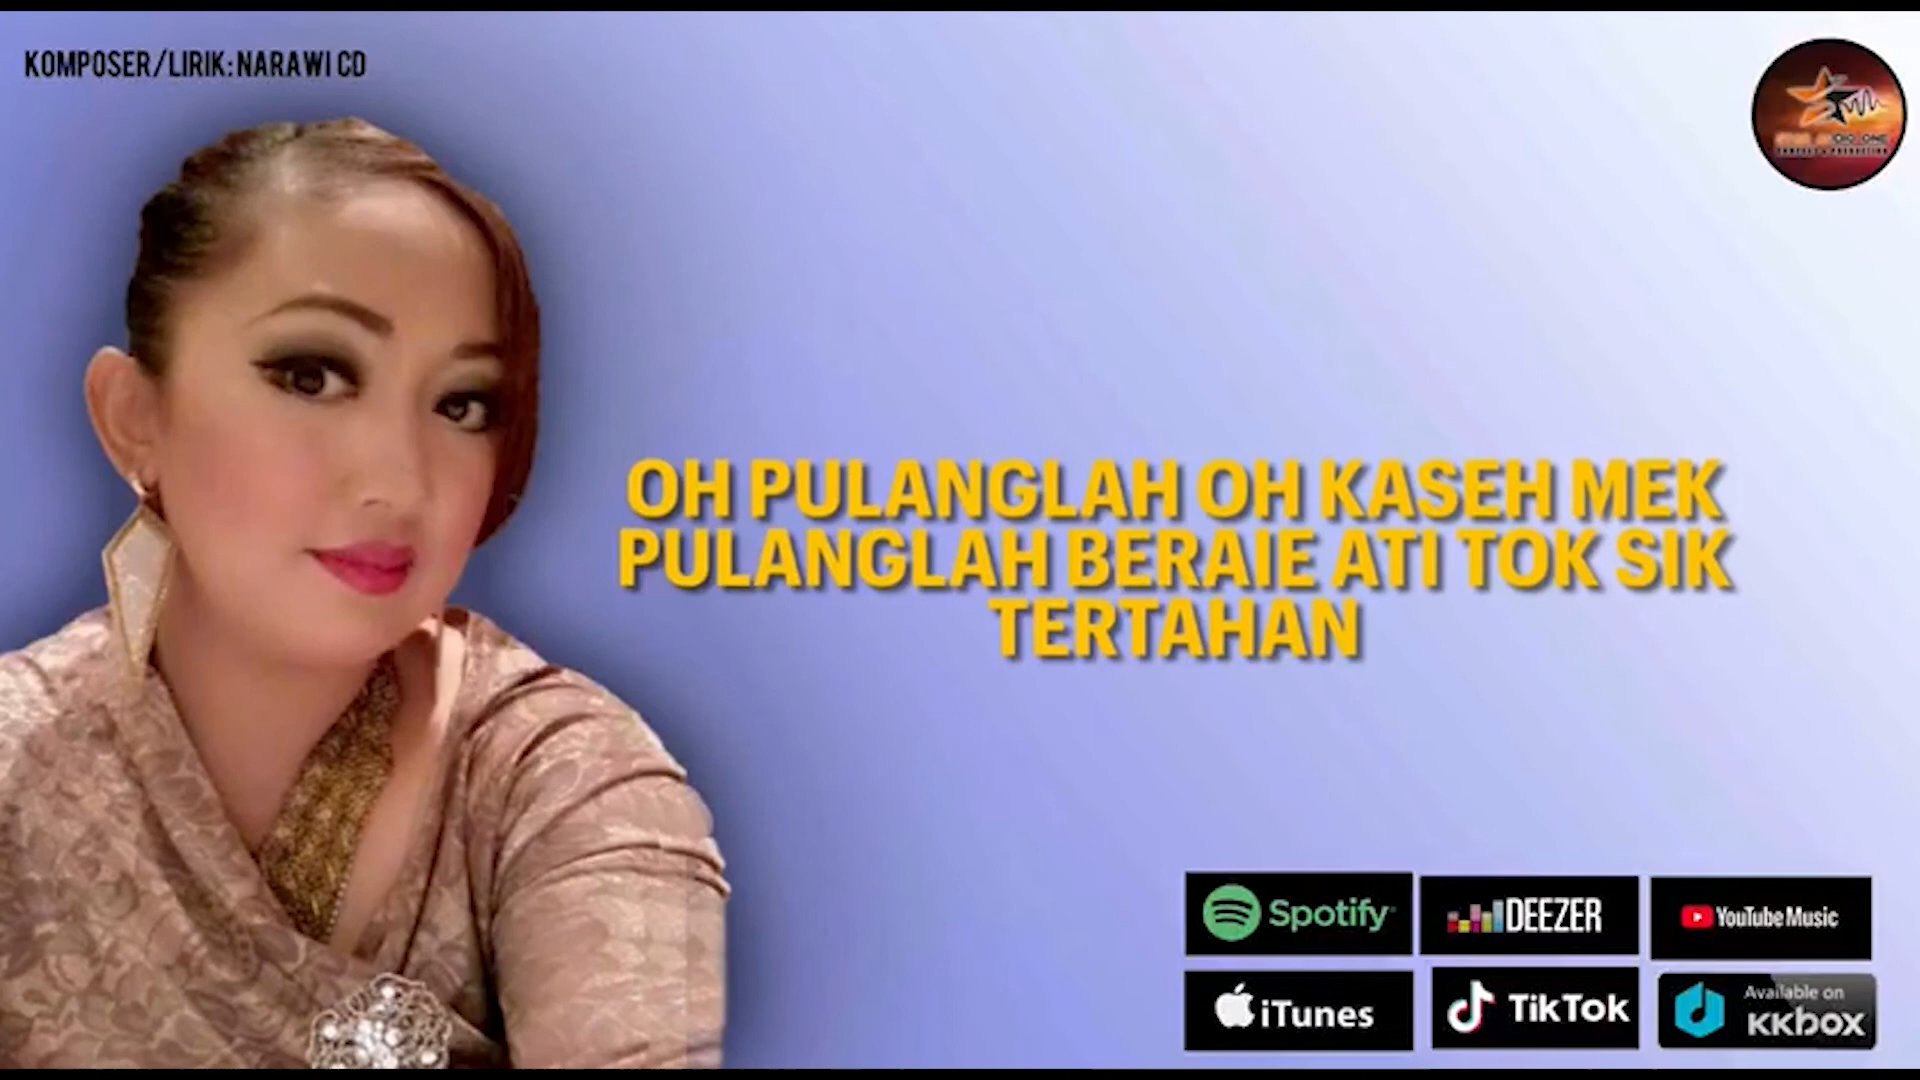 KOMPOSER/LIRIK: NARAWI CD
OH PULANGLAH OH KASEH MEK
PULANGLAH BERAIE ATI TOK SIK
TERTAHAN
Spotify
DEEZER
YouTube Music
iTunes
TikTok
Available on
KKBOX